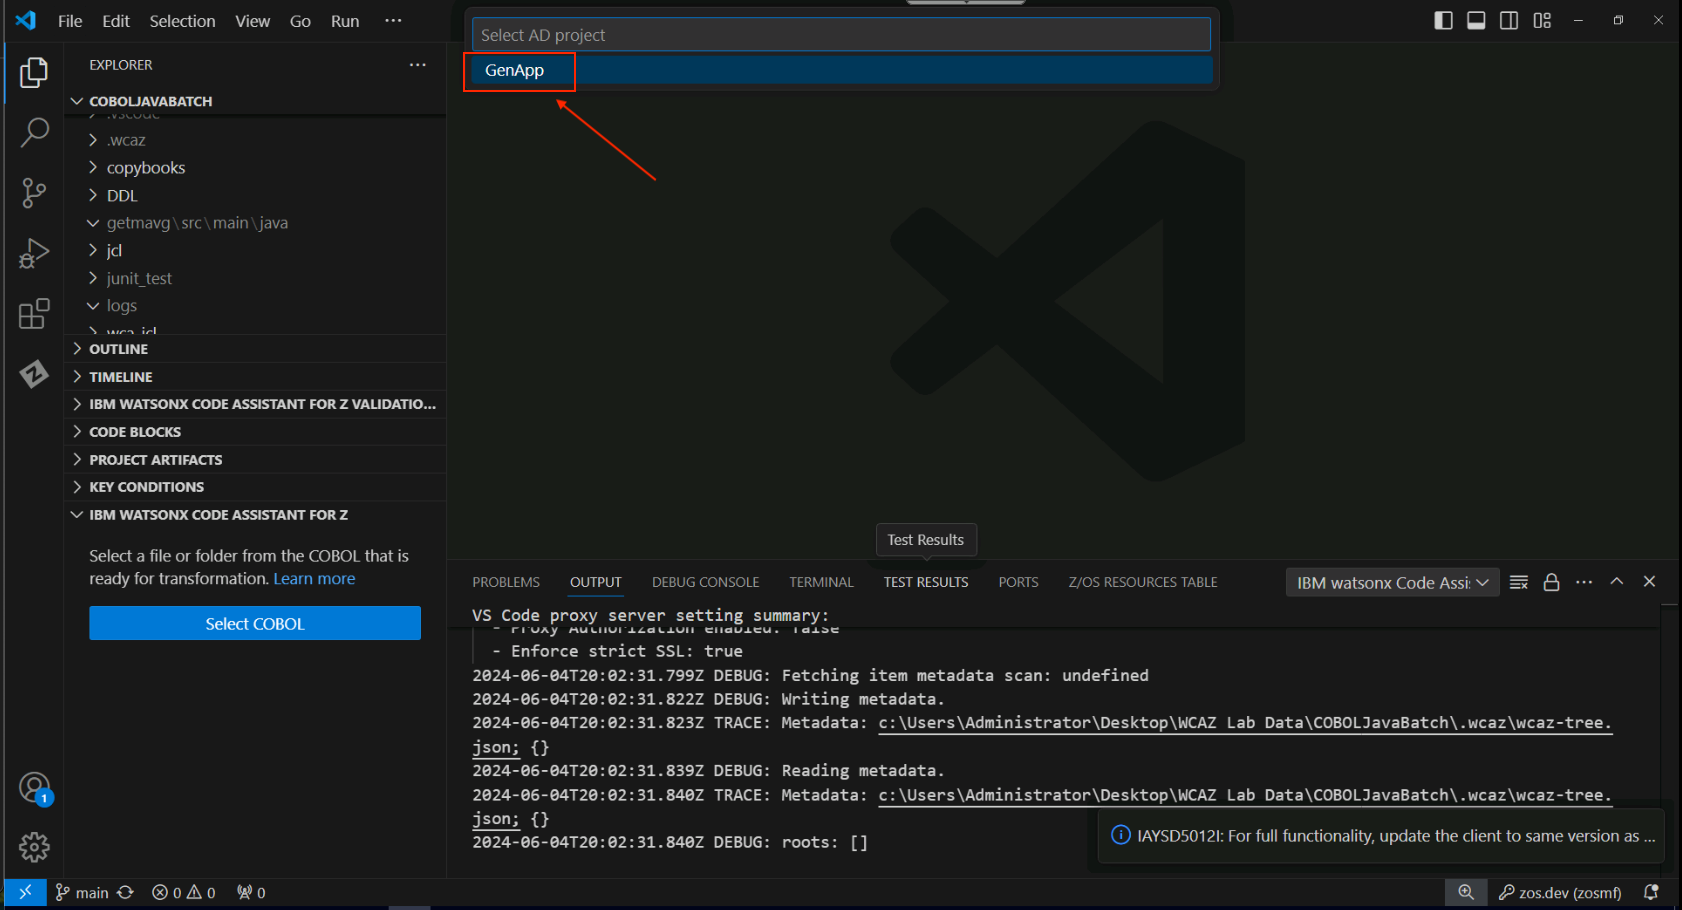 File Edit Selection View Go Run ···
Select AD project
GenApp
EXPLORER ···
COBOLJAVABATCH
.vscode
.wcaz
copybooks
DDL
getmavg\src\main\java
jcl
junit_test
logs
wca_jcl
OUTLINE
TIMELINE
IBM WATSONX CODE ASSISTANT FOR Z VALIDATIO...
CODE BLOCKS
PROJECT ARTIFACTS
KEY CONDITIONS
IBM WATSONX CODE ASSISTANT FOR Z
Select a file or folder from the COBOL that is
ready for transformation. Learn more
Select COBOL
Test Results
PROBLEMS OUTPUT DEBUG CONSOLE TERMINAL TEST RESULTS PORTS Z/OS RESOURCES TABLE IBM watsonx Code Assi:
VS Code proxy server setting summary:
- Proxy Authorization enabled: false
- Enforce strict SSL: true
2024-06-04T20:02:31.799Z DEBUG: Fetching item metadata scan: undefined
2024-06-04T20:02:31.822Z DEBUG: Writing metadata.
2024-06-04T20:02:31.823Z TRACE: Metadata: c:\Users\Administrator\Desktop\WCAZ Lab Data\COBOLJavaBatch\.wcaz\wcaz-tree.
json; {}
2024-06-04T20:02:31.839Z DEBUG: Reading metadata.
2024-06-04T20:02:31.840Z TRACE: Metadata: c:\Users\Administrator\Desktop\WCAZ Lab Data\COBOLJavaBatch\.wcaz\wcaz-tree.
json; {}
2024-06-04T20:02:31.840Z DEBUG: roots: []
IAYSD5012I: For full functionality, update the client to same version as ...
1
main 0 0 0 zos.dev (zosmf)